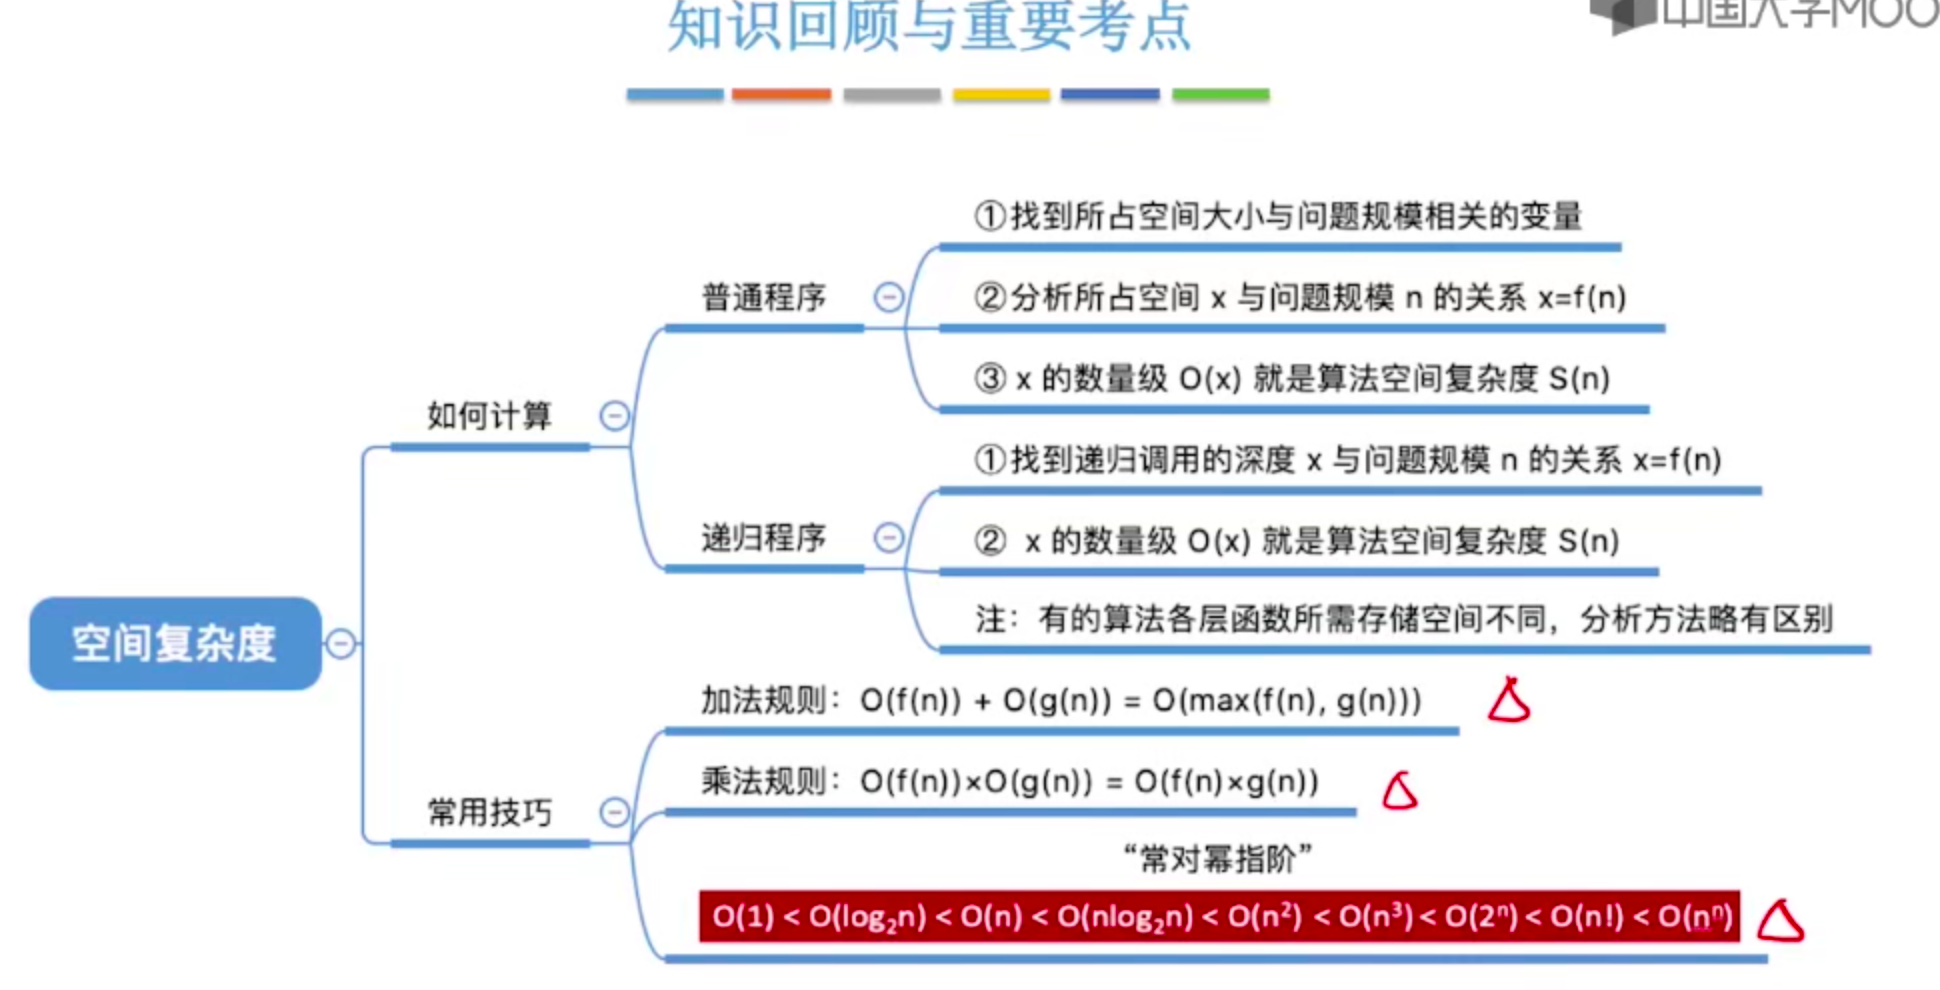 知识回顾与重要考点
中国大学MOO
①找到所占空间大小与问题规模相关的变量
普通程序
②分析所占空间 x 与问题规模 n 的关系 x=f(n)
③ x 的数量级 O(x) 就是算法空间复杂度 S(n)
如何计算
①找到递归调用的深度 x 与问题规模 n 的关系 x=f(n)
递归程序
② x 的数量级 O(x) 就是算法空间复杂度 S(n)
注：有的算法各层函数所需存储空间不同，分析方法略有区别
空间复杂度
加法规则：O(f(n)) + O(g(n)) = O(max(f(n), g(n)))
乘法规则：O(f(n))×O(g(n)) = O(f(n)×g(n))
常用技巧
“常对幂指阶”
O(1) < O(log₂n) < O(n) < O(nlog₂n) < O(n²) < O(n³) < O(2ⁿ) < O(n!) < O(nⁿ)